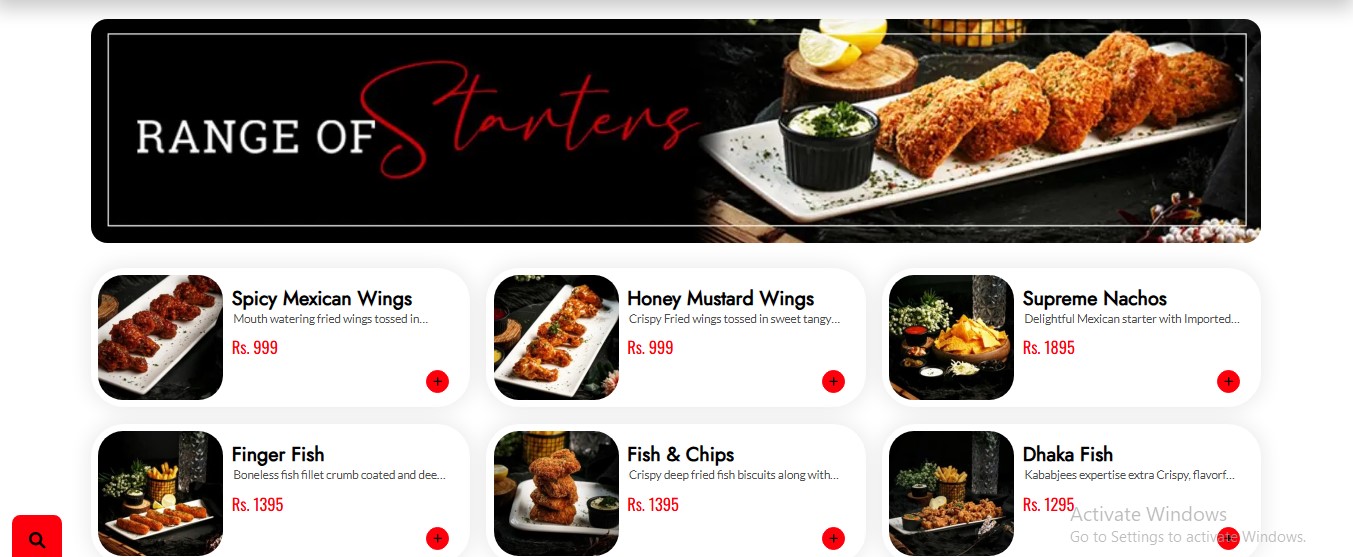 RANGE OF Starters
Spicy Mexican Wings
Mouth watering fried wings tossed in...
Rs. 999
+
Honey Mustard Wings
Crispy Fried wings tossed in sweet tangy...
Rs. 999
+
Supreme Nachos
Delightful Mexican starter with Imported...
Rs. 1895
+
Finger Fish
Boneless fish fillet crumb coated and dee...
Rs. 1395
+
Fish & Chips
Crispy deep fried fish biscuits along with...
Rs. 1395
+
Dhaka Fish
Kababjees expertise extra Crispy, flavorf...
Rs. 1295
+
Activate Windows
Go to Settings to activate Windows.